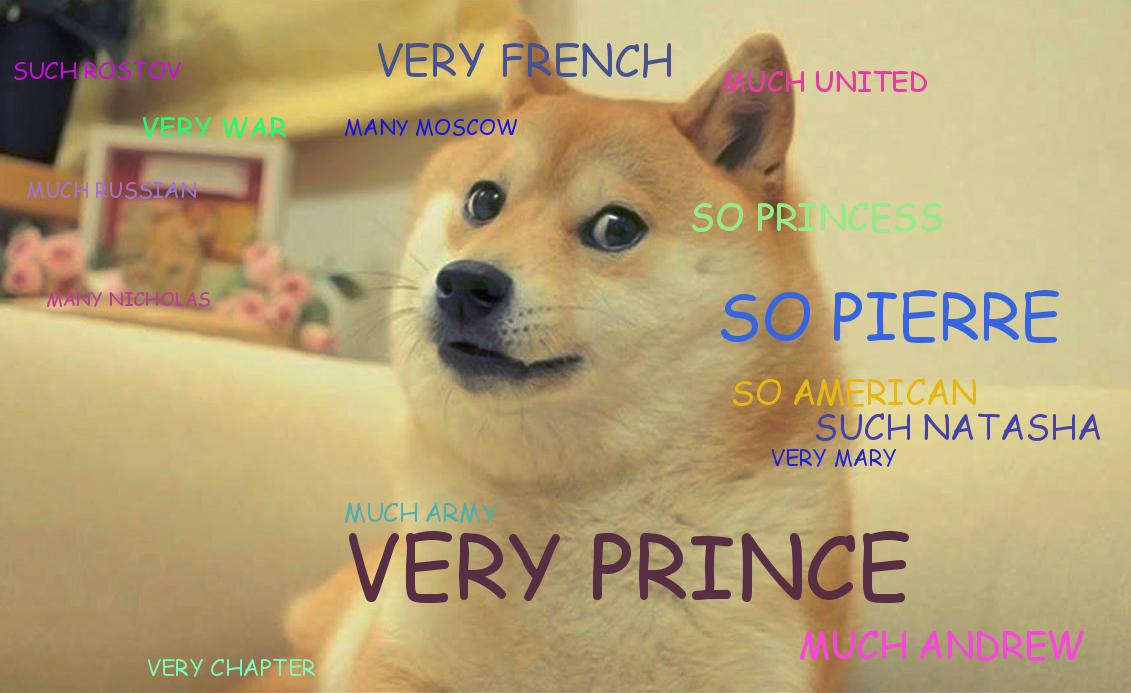 VERY FRENCH
SUCH ROSTOV
MUCH UNITED
VERY WAR
MANY MOSCOW
MUCH RUSSIAN
SO PRINCESS
MANY NICHOLAS
SO PIERRE
SO AMERICAN
SUCH NATASHA
VERY MARY
MUCH ARMY
VERY PRINCE
MUCH ANDREW
VERY CHAPTER